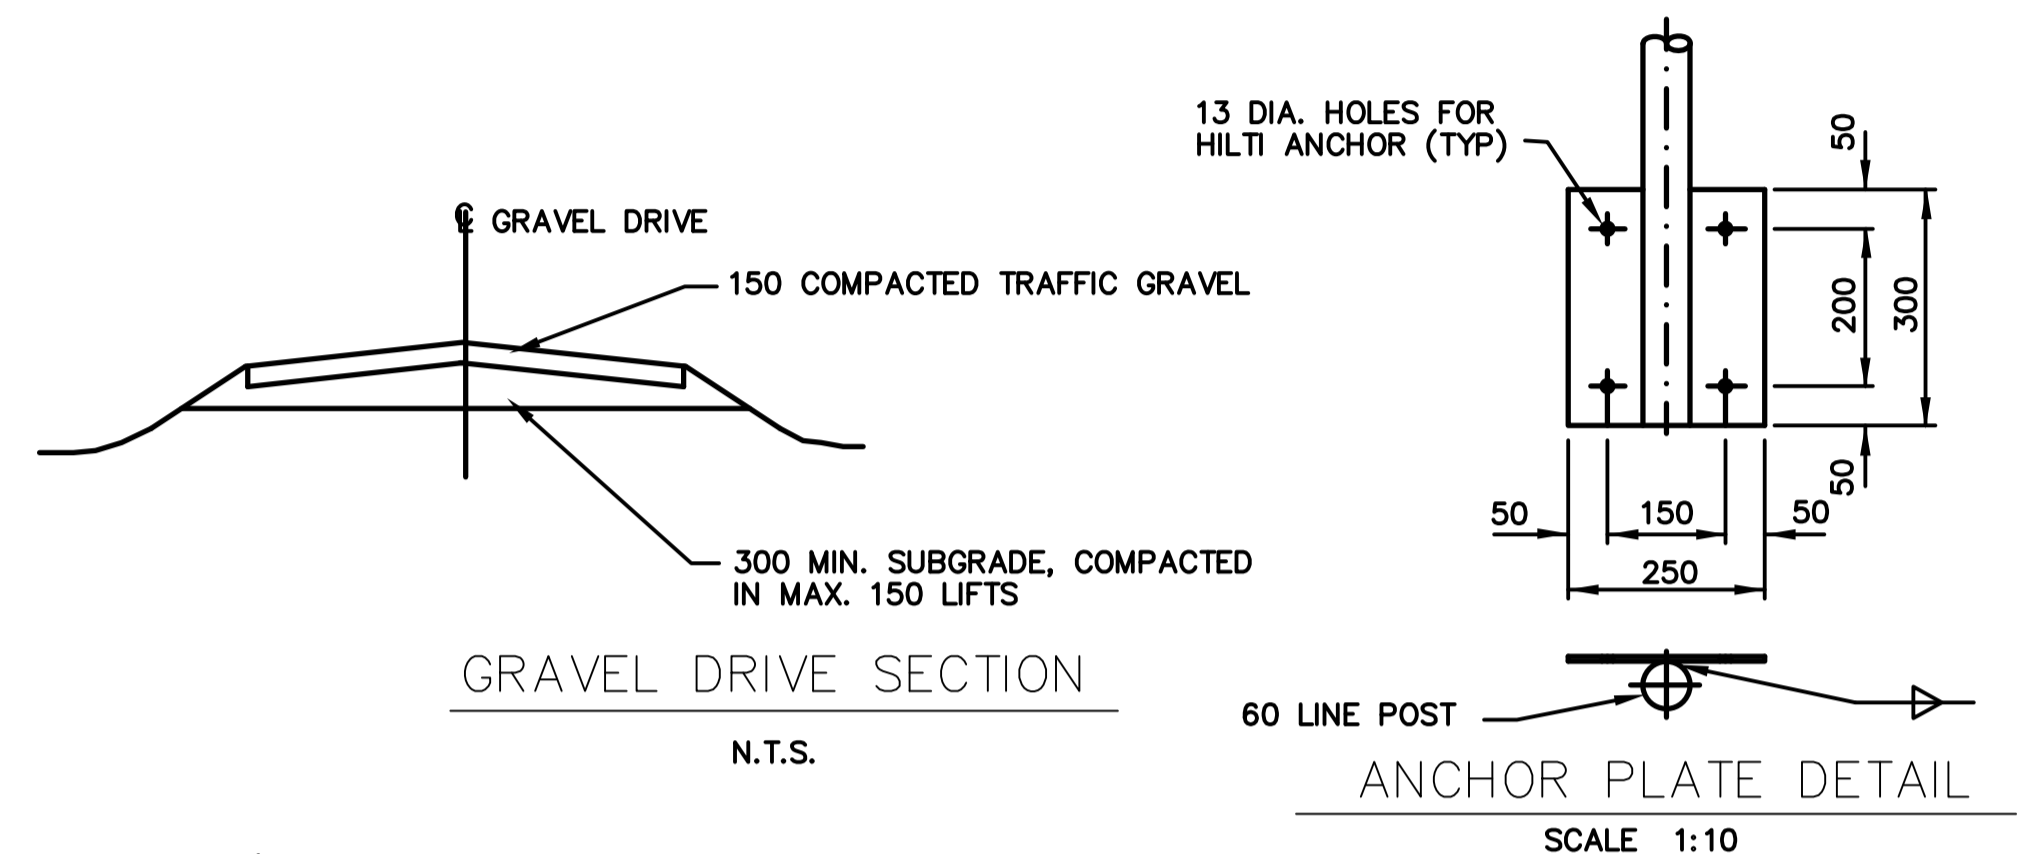 ℄ GRAVEL DRIVE
150 COMPACTED TRAFFIC GRAVEL
300 MIN. SUBGRADE, COMPACTED
IN MAX. 150 LIFTS
GRAVEL DRIVE SECTION
N.T.S.
13 DIA. HOLES FOR
HILTI ANCHOR (TYP)
50
200
300
50
50
150
50
250
60 LINE POST
ANCHOR PLATE DETAIL
SCALE 1:10